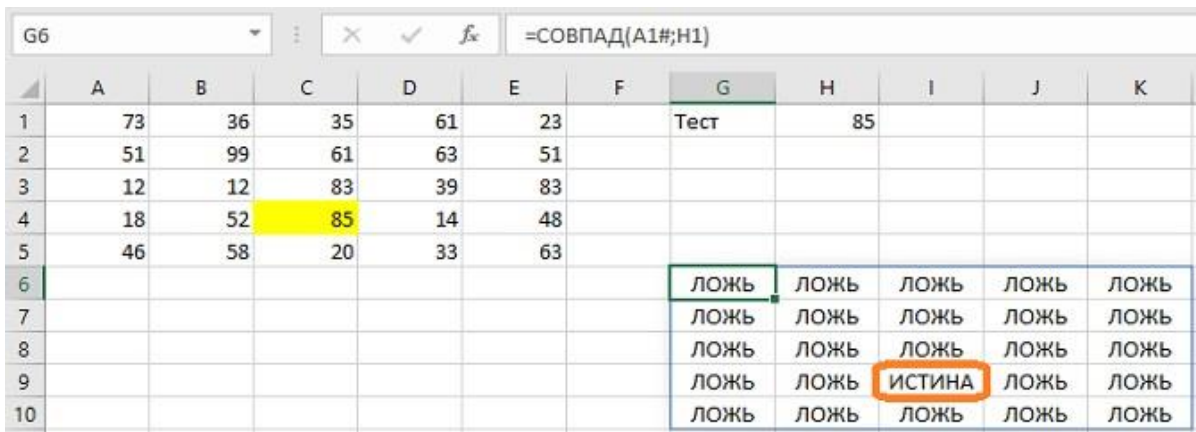 G6 fx =СОВПАД(A1#;H1)
A B C D E F G H I J K
1 73 36 35 61 23 Тест 85
2 51 99 61 63 51
3 12 12 83 39 83
4 18 52 85 14 48
5 46 58 20 33 63
6 ЛОЖЬ ЛОЖЬ ЛОЖЬ ЛОЖЬ ЛОЖЬ
7 ЛОЖЬ ЛОЖЬ ЛОЖЬ ЛОЖЬ ЛОЖЬ
8 ЛОЖЬ ЛОЖЬ ЛОЖЬ ЛОЖЬ ЛОЖЬ
9 ЛОЖЬ ЛОЖЬ ИСТИНА ЛОЖЬ ЛОЖЬ
10 ЛОЖЬ ЛОЖЬ ЛОЖЬ ЛОЖЬ ЛОЖЬ